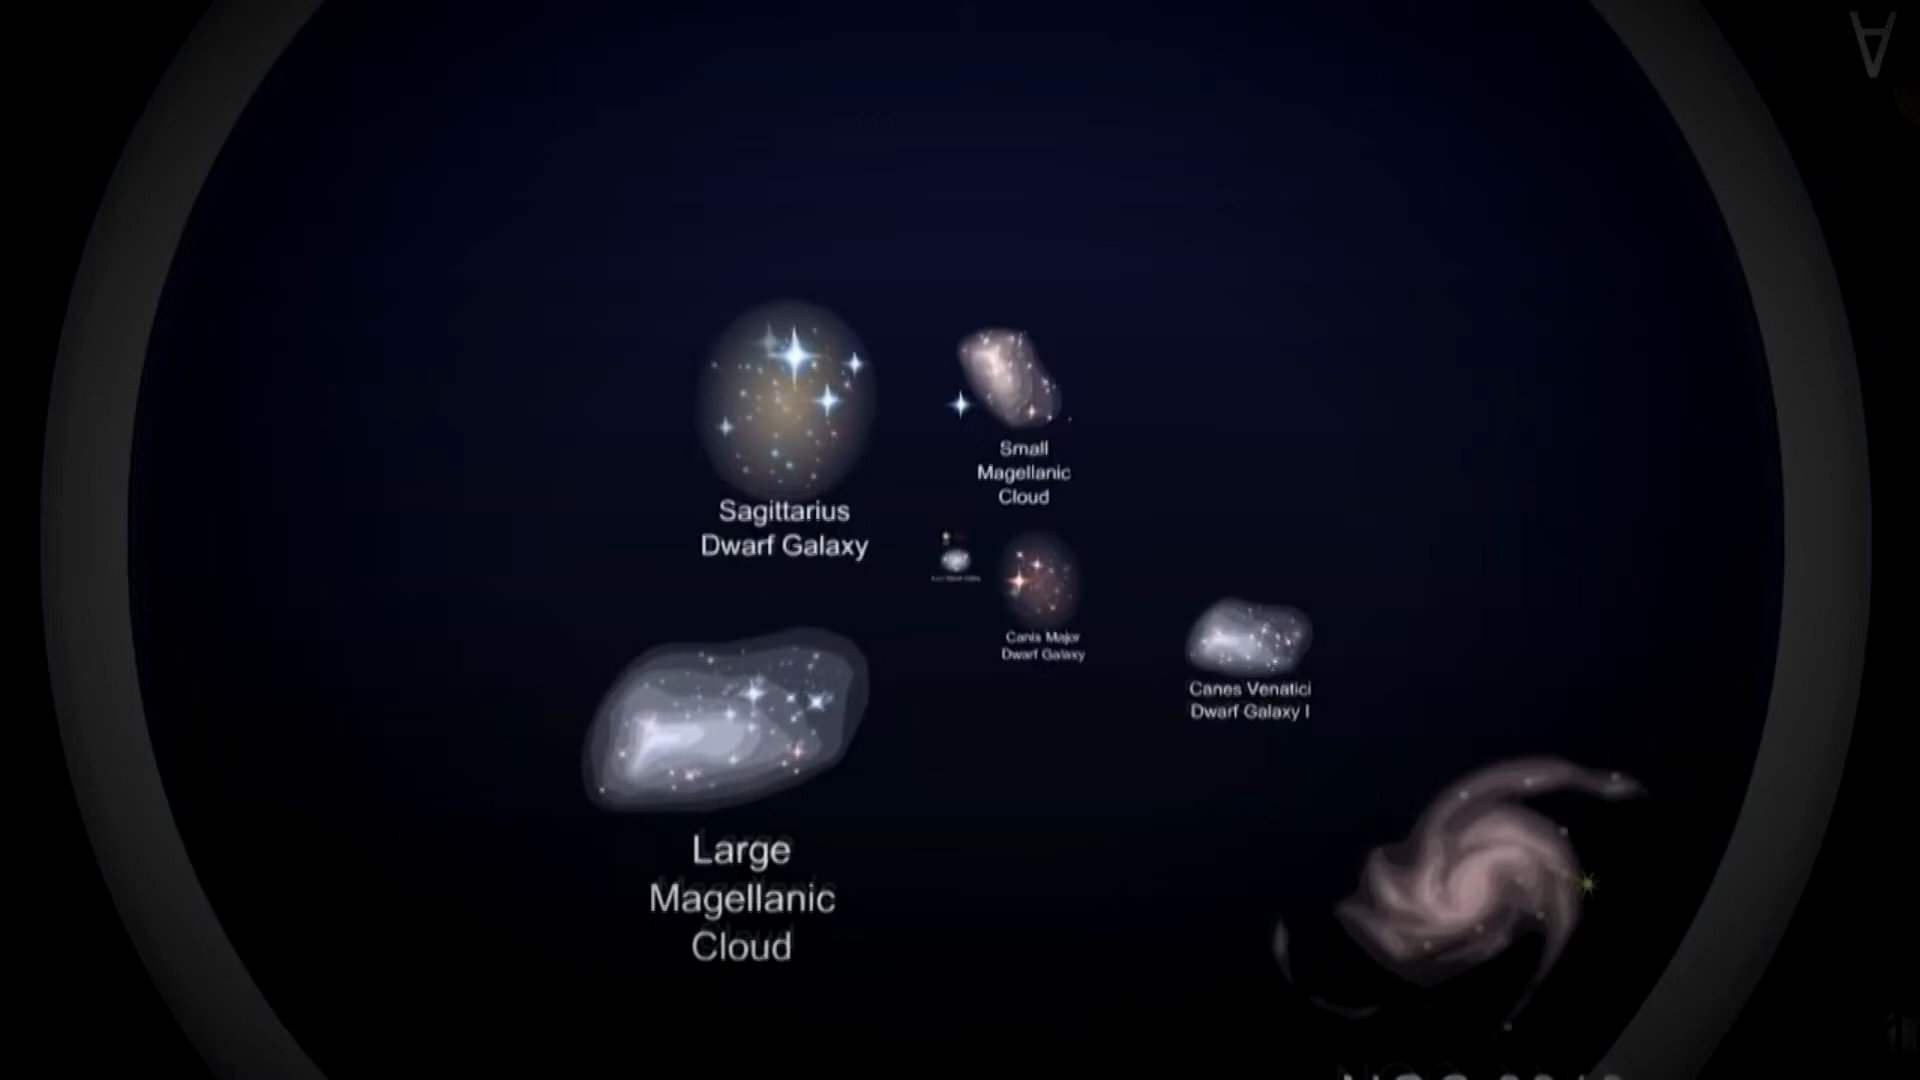 Sagittarius
Dwarf Galaxy
Small
Magellanic
Cloud
Canis Major
Dwarf Galaxy
Canes Venatici
Dwarf Galaxy I
Large
Magellanic
Cloud